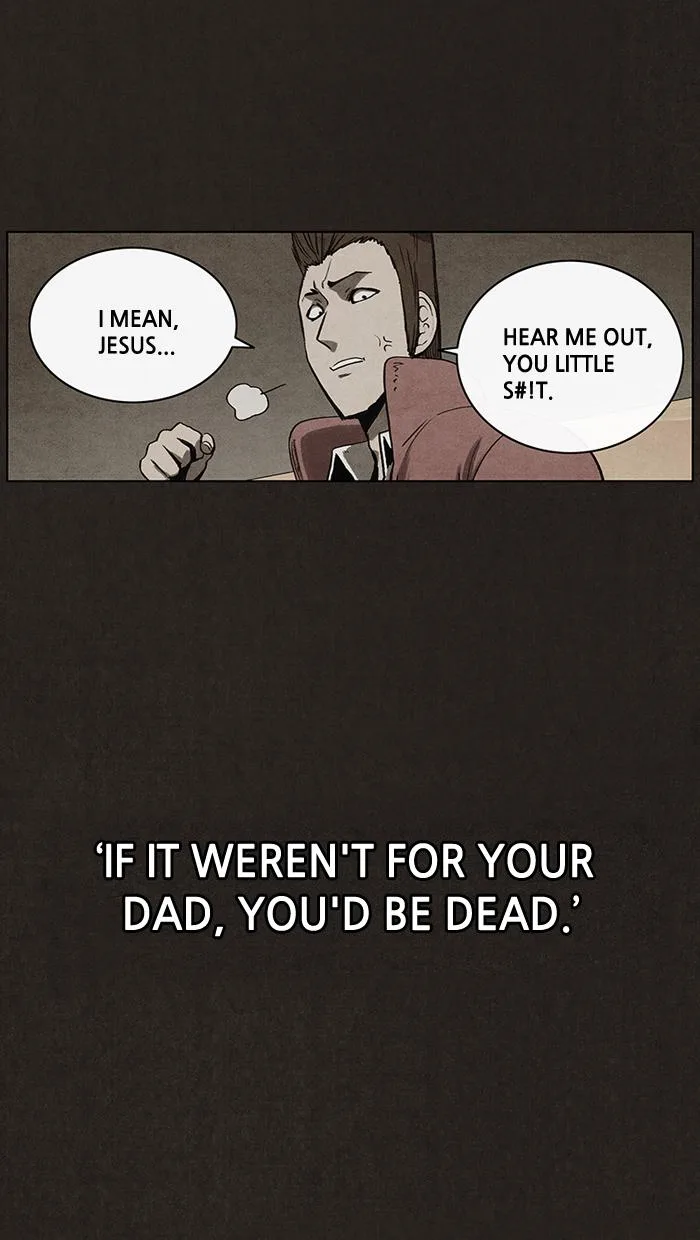 I MEAN,
JESUS...
HEAR ME OUT,
YOU LITTLE
S#!T.
‘IF IT WEREN'T FOR YOUR
DAD, YOU'D BE DEAD.’